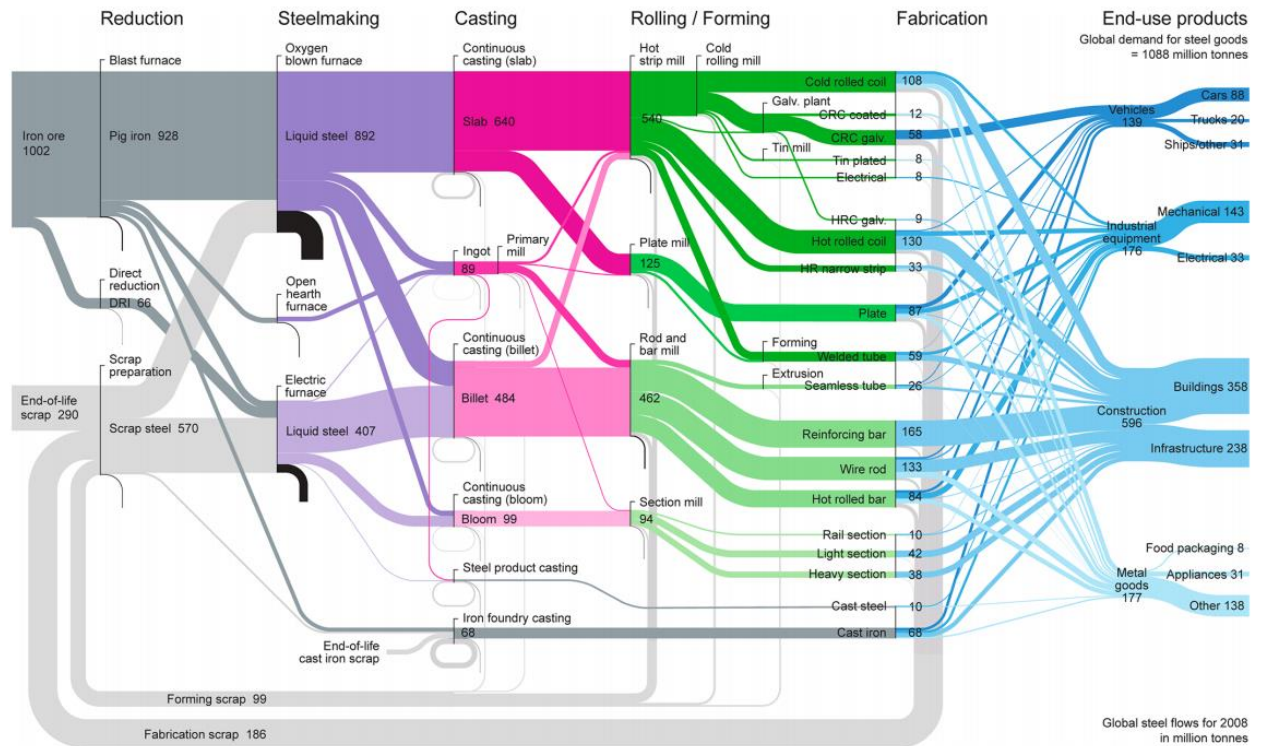 Reduction
Steelmaking
Casting
Rolling / Forming
Fabrication
End-use products
Global demand for steel goods
= 1088 million tonnes
Blast furnace
Oxygen
blown furnace
Continuous
casting (slab)
Hot
strip mill
Cold
rolling mill
Iron ore
1002
Pig iron 928
Liquid steel 892
Slab 640
540
Galv. plant
Tin mill
Cold rolled coil
108
CRC coated
12
CRC galv.
58
Tin plated
8
Electrical
8
HRC galv.
9
Hot rolled coil
130
HR narrow strip
33
Vehicles
139
Cars 88
Trucks 20
Ships/other 31
Industrial
equipment
176
Mechanical 143
Electrical 33
Direct
reduction
DRI 66
Open
hearth
furnace
Ingot
89
Primary
mill
Plate mill
125
Plate
87
Scrap
preparation
End-of-life
scrap 290
Scrap steel 570
Electric
furnace
Liquid steel 407
Continuous
casting (billet)
Billet 484
Rod and
bar mill
462
Forming
Welded tube
59
Extrusion
Seamless tube
26
Reinforcing bar
165
Wire rod
133
Hot rolled bar
84
Construction
596
Buildings 358
Infrastructure 238
Continuous
casting (bloom)
Bloom 99
Section mill
94
Rail section
10
Light section
42
Heavy section
38
Steel product casting
Cast steel
10
Iron foundry casting
68
Cast iron
68
End-of-life
cast iron scrap
Metal
goods
177
Food packaging 8
Appliances 31
Other 138
Forming scrap 99
Fabrication scrap 186
Global steel flows for 2008
in million tonnes